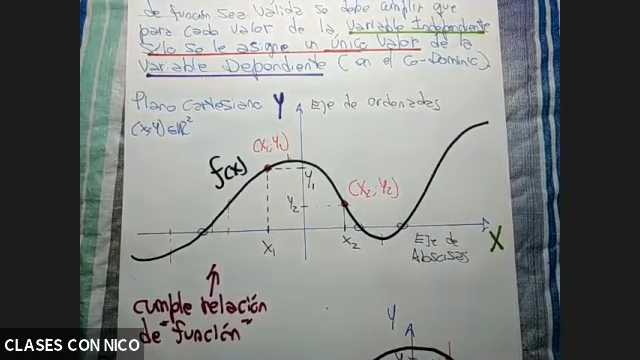 de función sea válida se debe cumplir que
para cada valor de la Variable Independiente
sólo se le asigne un único valor de la
Variable Dependiente (en el Co-Dominio)
Plano Cartesiano Y Eje de Ordenadas
(X,Y)∈ℝ²
(X₁,Y₁)
f(x) Y₁ (X₂,Y₂)
Y₂
X₁ X₂ Eje de X
Abscisas
cumple relación
de "función"
Y
CLASES CON NICO